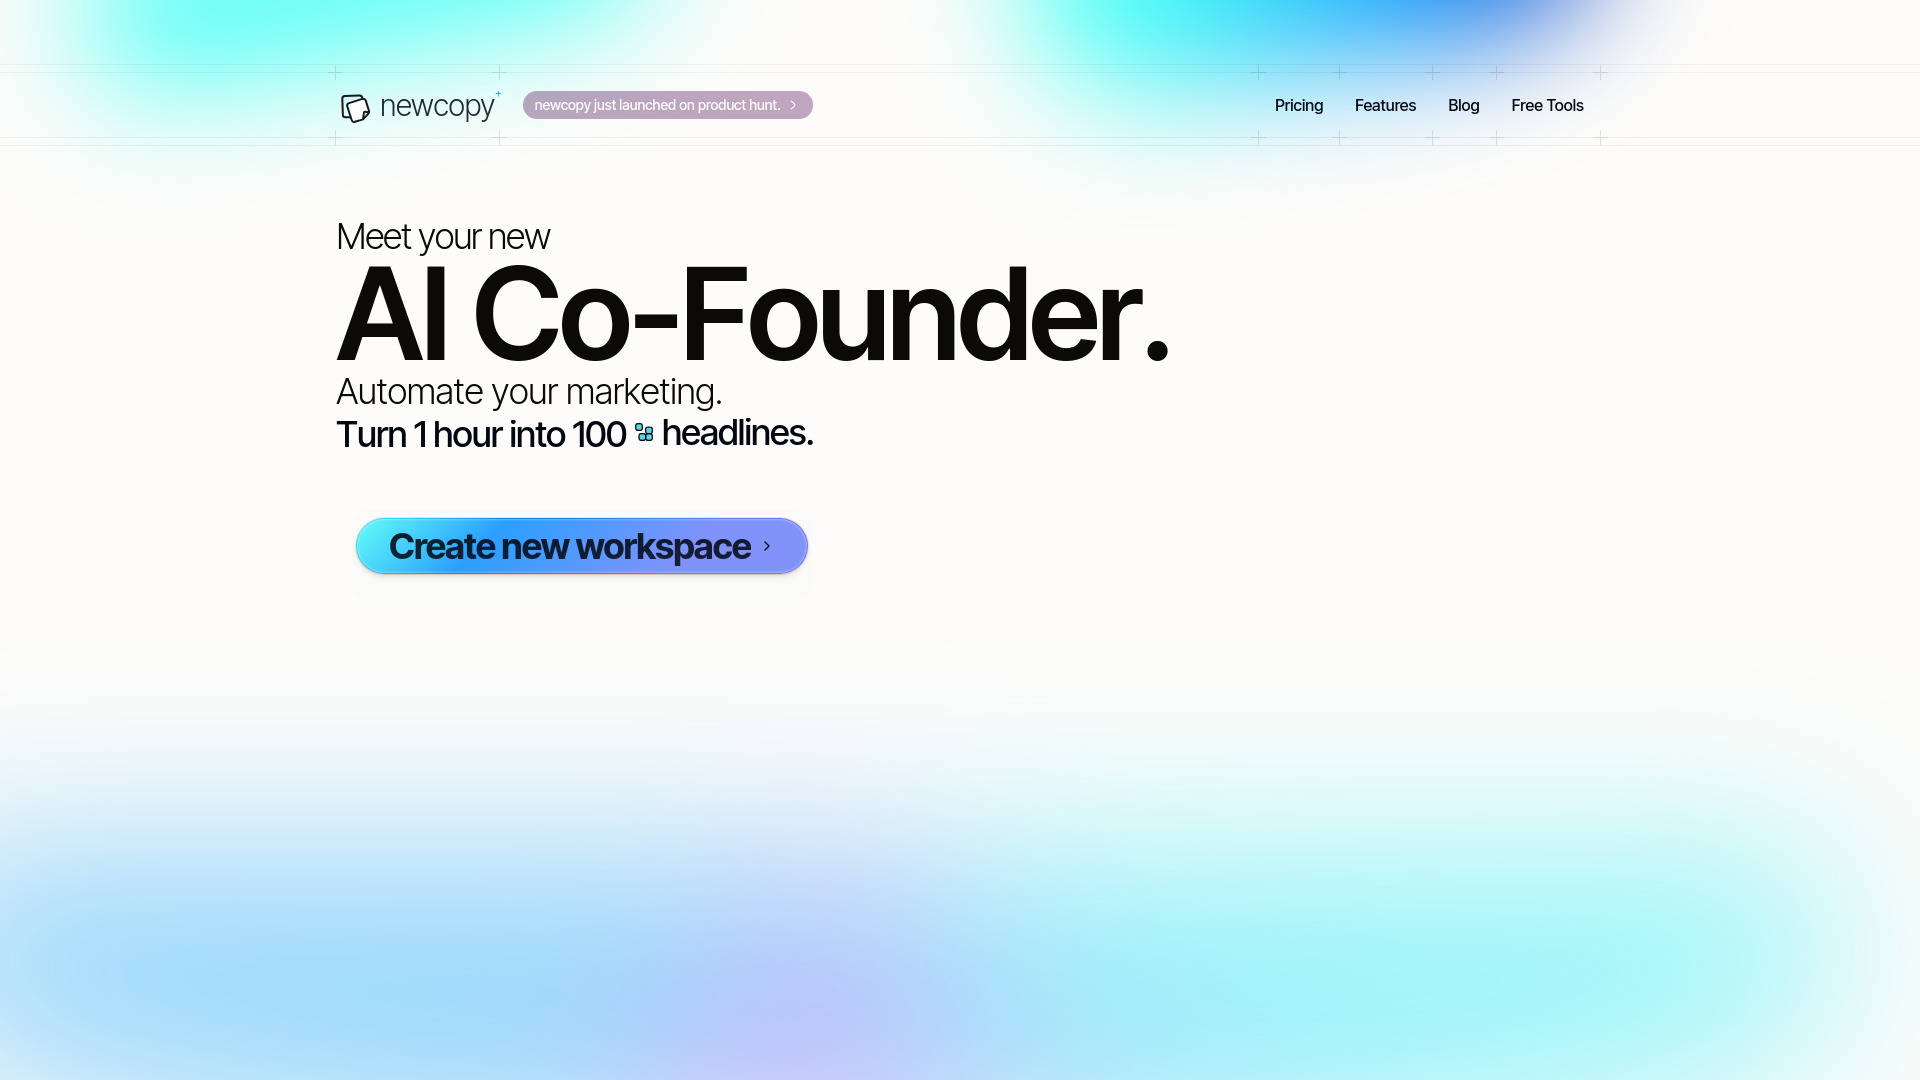 newcopy+
newcopy just launched on product hunt.
Pricing Features Blog Free Tools
Meet your new
AI Co-Founder.
Automate your marketing.
Turn 1 hour into 100 headlines.
Create new workspace